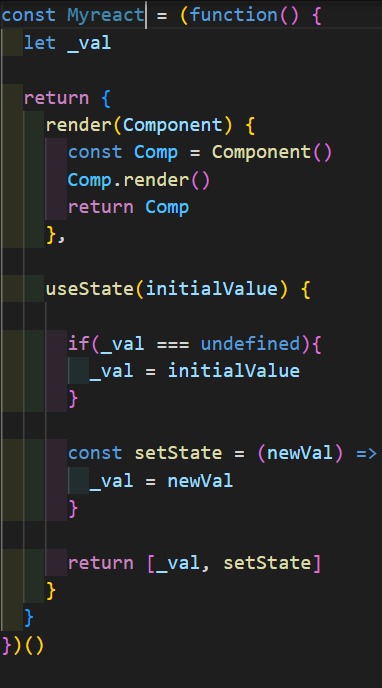 const Myreact = (function() {
let _val
return {
render(Component) {
const Comp = Component()
Comp.render()
return Comp
},
useState(initialValue) {
if(_val === undefined){
_val = initialValue
}
const setState = (newVal) =>
_val = newVal
}
return [_val, setState]
}
}
})()